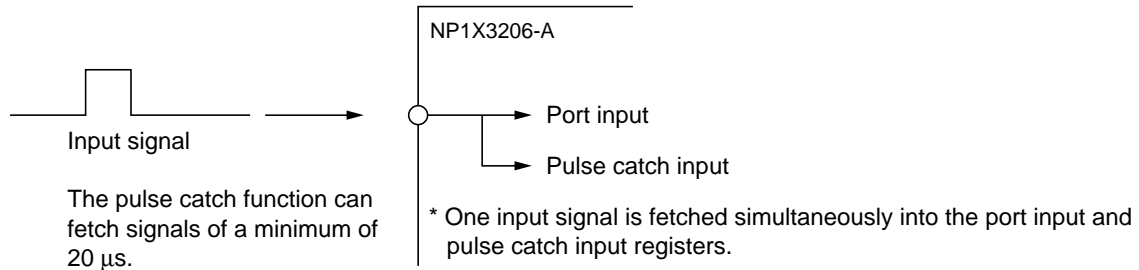 NP1X3206-A
Port input
Input signal
Pulse catch input
The pulse catch function can
fetch signals of a minimum of
20 μs.
* One input signal is fetched simultaneously into the port input and
pulse catch input registers.